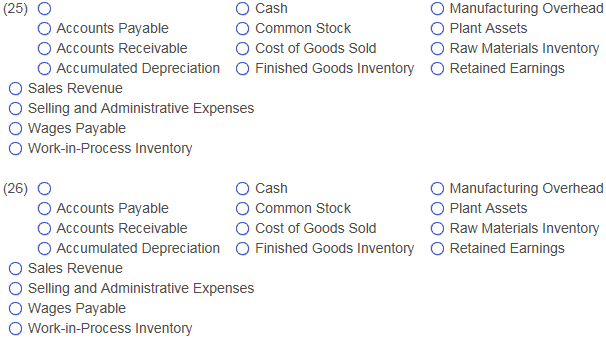 (25) Cash Manufacturing Overhead
Accounts Payable Common Stock Plant Assets
Accounts Receivable Cost of Goods Sold Raw Materials Inventory
Accumulated Depreciation Finished Goods Inventory Retained Earnings
Sales Revenue
Selling and Administrative Expenses
Wages Payable
Work-in-Process Inventory
(26) Cash Manufacturing Overhead
Accounts Payable Common Stock Plant Assets
Accounts Receivable Cost of Goods Sold Raw Materials Inventory
Accumulated Depreciation Finished Goods Inventory Retained Earnings
Sales Revenue
Selling and Administrative Expenses
Wages Payable
Work-in-Process Inventory